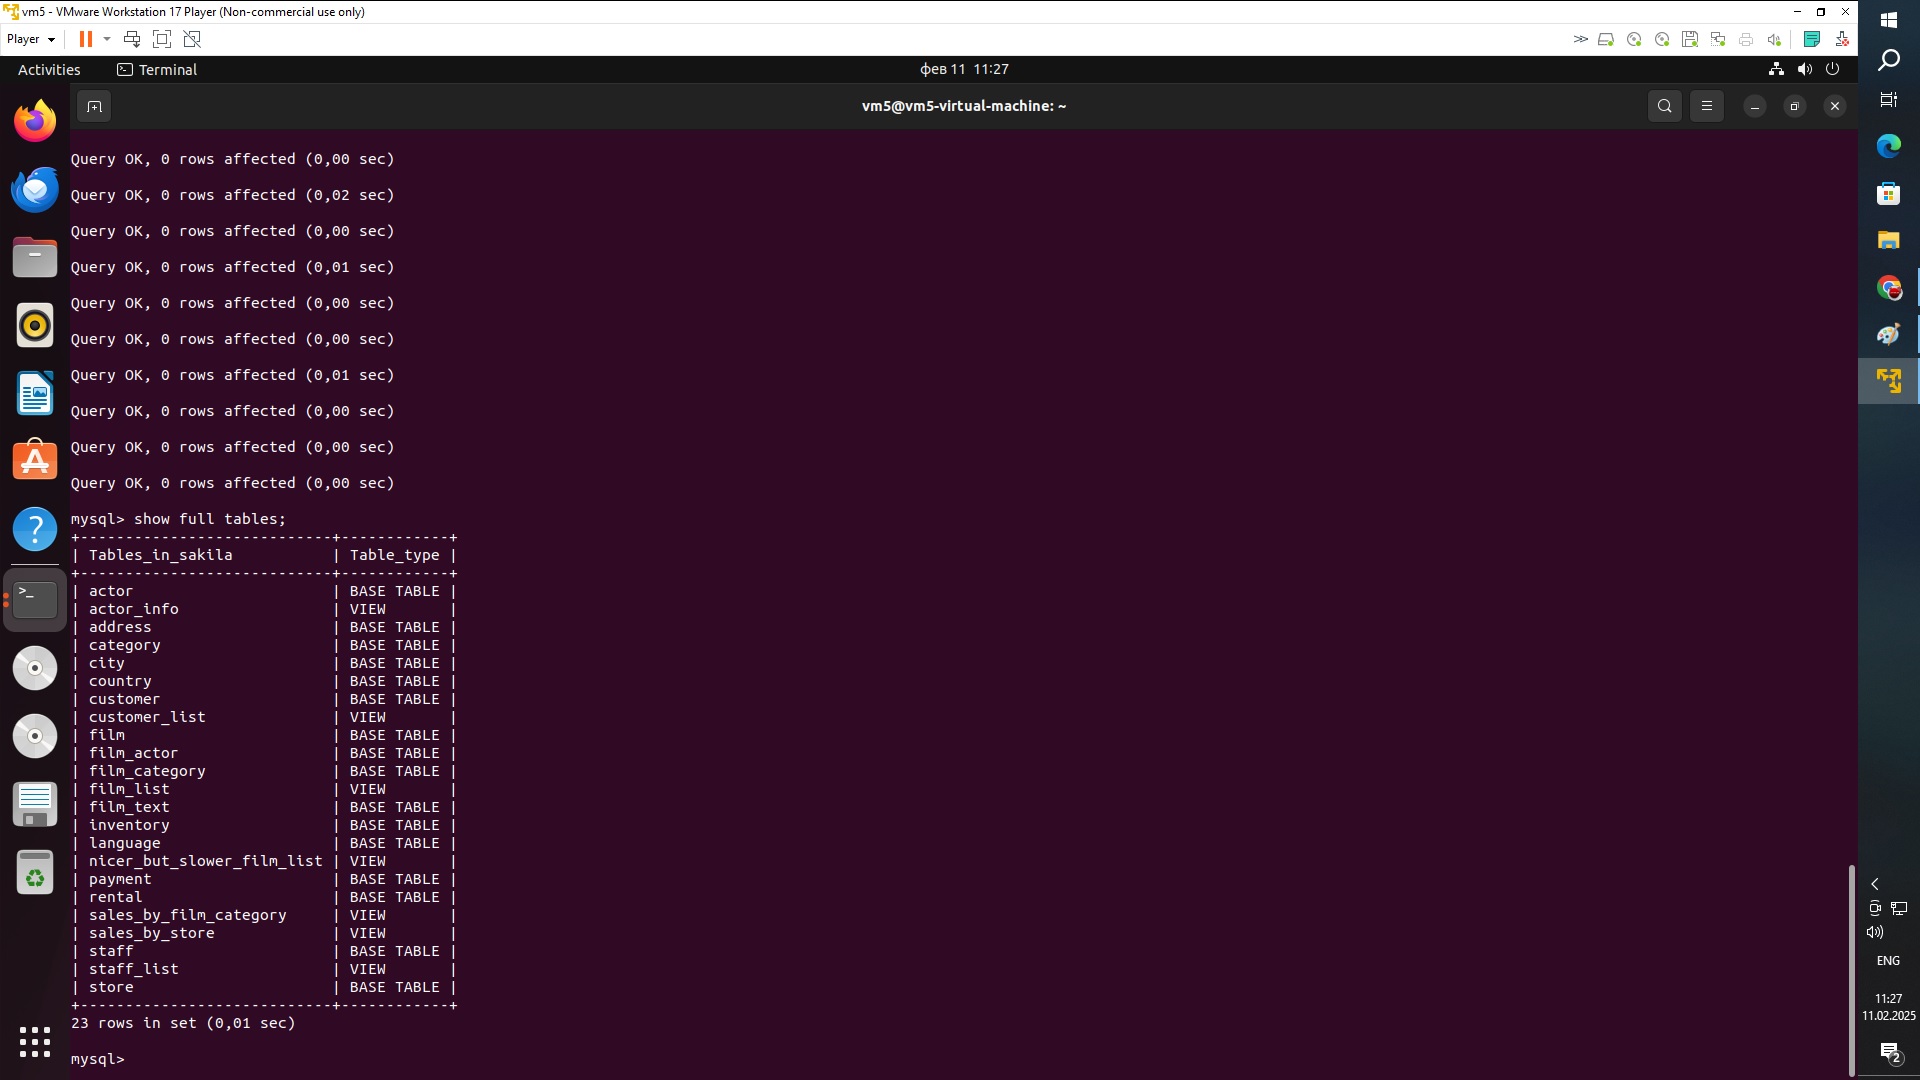 vm5 - VMware Workstation 17 Player (Non-commercial use only)
Player
Activities
Terminal
фев 11 11:27
vm5@vm5-virtual-machine: ~
Query OK, 0 rows affected (0,00 sec)
Query OK, 0 rows affected (0,02 sec)
Query OK, 0 rows affected (0,00 sec)
Query OK, 0 rows affected (0,01 sec)
Query OK, 0 rows affected (0,00 sec)
Query OK, 0 rows affected (0,00 sec)
Query OK, 0 rows affected (0,01 sec)
Query OK, 0 rows affected (0,00 sec)
Query OK, 0 rows affected (0,00 sec)
Query OK, 0 rows affected (0,00 sec)
mysql> show full tables;
+----------------------------+------------+
| Tables_in_sakila           | Table_type |
+----------------------------+------------+
| actor                      | BASE TABLE |
| actor_info                 | VIEW       |
| address                    | BASE TABLE |
| category                   | BASE TABLE |
| city                       | BASE TABLE |
| country                    | BASE TABLE |
| customer                   | BASE TABLE |
| customer_list              | VIEW       |
| film                       | BASE TABLE |
| film_actor                 | BASE TABLE |
| film_category              | BASE TABLE |
| film_list                  | VIEW       |
| film_text                  | BASE TABLE |
| inventory                  | BASE TABLE |
| language                   | BASE TABLE |
| nicer_but_slower_film_list | VIEW       |
| payment                    | BASE TABLE |
| rental                     | BASE TABLE |
| sales_by_film_category     | VIEW       |
| sales_by_store             | VIEW       |
| staff                      | BASE TABLE |
| staff_list                 | VIEW       |
| store                      | BASE TABLE |
+----------------------------+------------+
23 rows in set (0,01 sec)
mysql>
ENG
11:27
11.02.2025
2